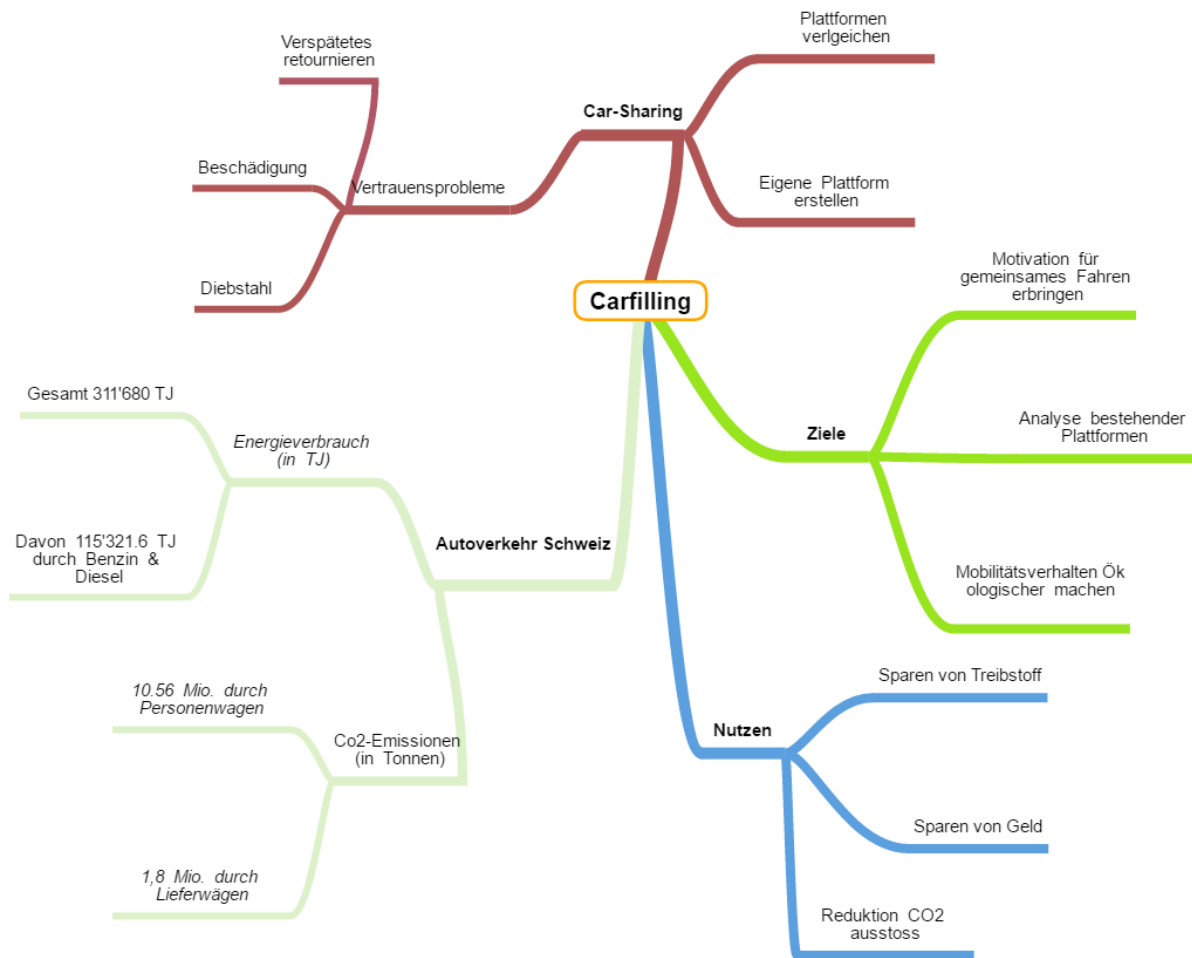 Carfilling
Car-Sharing
Plattformen
verlgeichen
Eigene Plattform
erstellen
Vertrauensprobleme
Verspätetes
retournieren
Beschädigung
Diebstahl
Ziele
Motivation für
gemeinsames Fahren
erbringen
Analyse bestehender
Plattformen
Mobilitätsverhalten Ök
ologischer machen
Nutzen
Sparen von Treibstoff
Sparen von Geld
Reduktion CO2
ausstoss
Autoverkehr Schweiz
Energieverbrauch
(in TJ)
Gesamt 311'680 TJ
Davon 115'321.6 TJ
durch Benzin &
Diesel
Co2-Emissionen
(in Tonnen)
10.56 Mio. durch
Personenwagen
1,8 Mio. durch
Lieferwägen